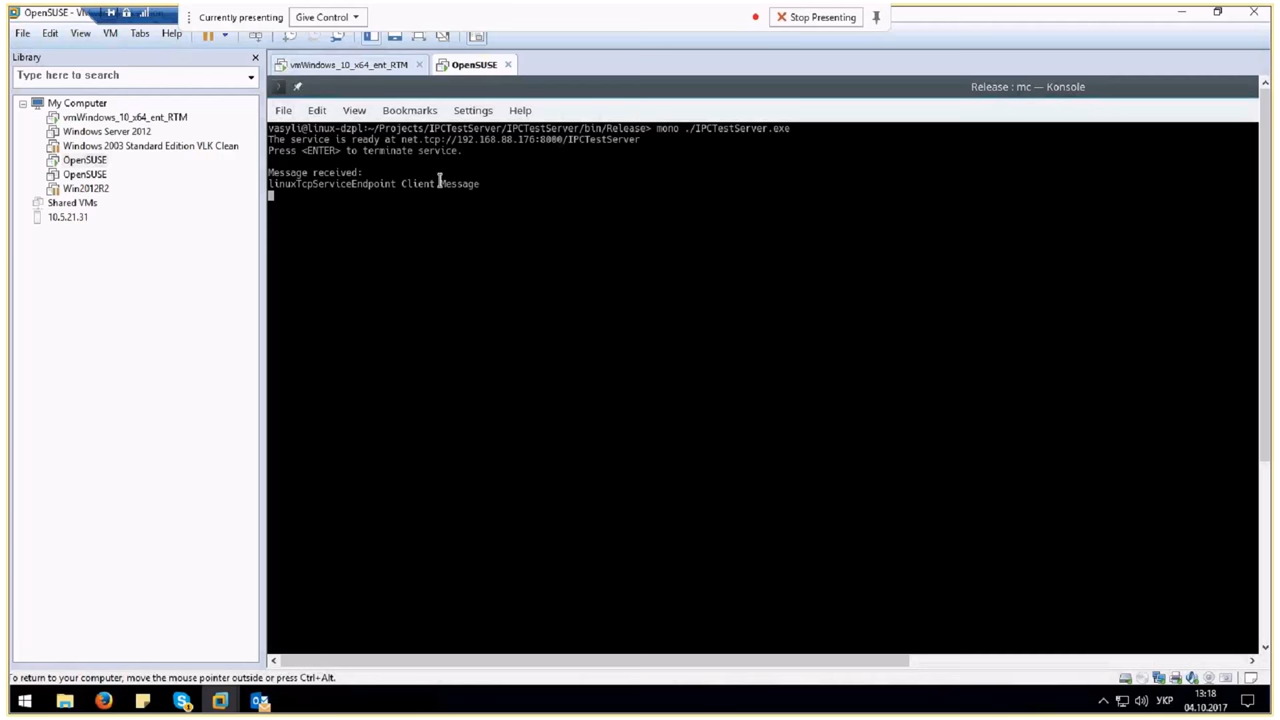 OpenSUSE - VM
Currently presenting
Give Control
Stop Presenting
File Edit View VM Tabs Help
Library
Type here to search
My Computer
vmWindows_10_x64_ent_RTM
Windows Server 2012
Windows 2003 Standard Edition VLK Clean
OpenSUSE
OpenSUSE
Win2012R2
Shared VMs
10.5.21.31
vmWindows_10_x64_ent_RTM
OpenSUSE
Release : mc — Konsole
File Edit View Bookmarks Settings Help
vasyli@linux-dzpl:~/Projects/IPCTestServer/IPCTestServer/bin/Release> mono ./IPCTestServer.exe
The service is ready at net.tcp://192.168.88.176:8000/IPCTestServer
Press <ENTER> to terminate service.
Message received:
linuxTcpServiceEndpoint Client Message
o return to your computer, move the mouse pointer outside or press Ctrl+Alt.
УКР
13:18
04.10.2017